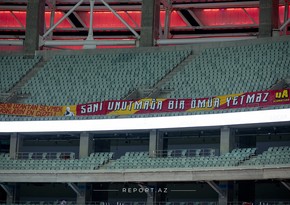 SƏNİ UNUTMAĞA BİR ÖMÜR YETMƏZ
REPORT.AZ